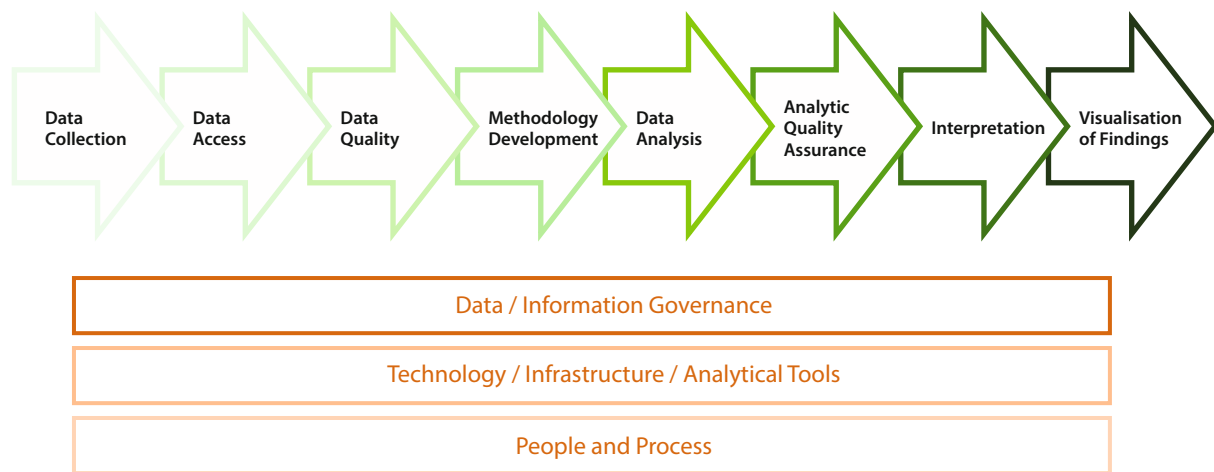 Data
Collection
Data
Access
Data
Quality
Methodology
Development
Data
Analysis
Analytic
Quality
Assurance
Interpretation
Visualisation
of Findings
Data / Information Governance
Technology / Infrastructure / Analytical Tools
People and Process